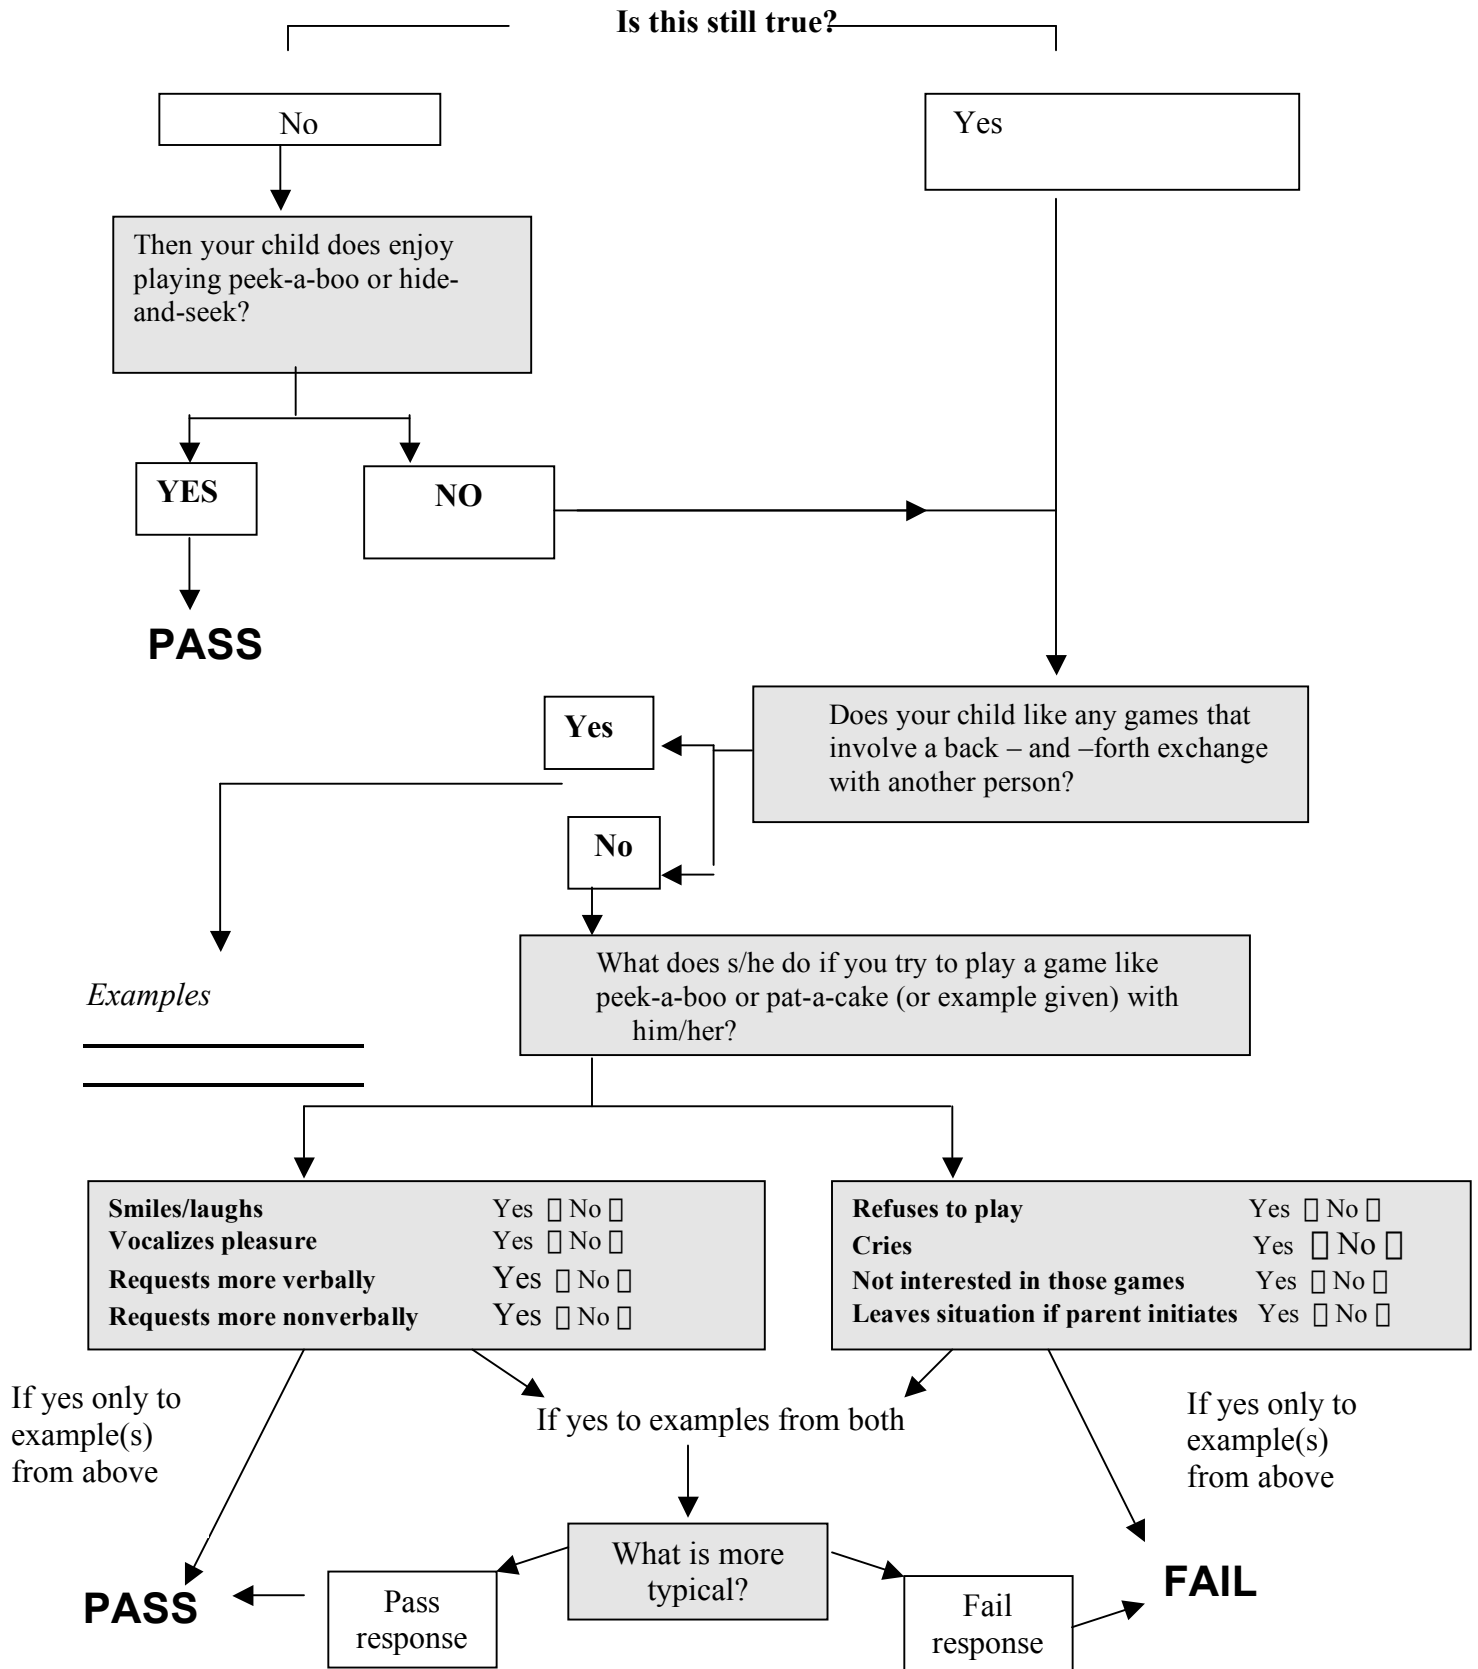 Is this still true?
No
Yes
Then your child does enjoy
playing peek-a-boo or hide-
and-seek?
YES
NO
PASS
Yes
Does your child like any games that
involve a back – and –forth exchange
with another person?
No
What does s/he do if you try to play a game like
peek-a-boo or pat-a-cake (or example given) with
him/her?
Examples
Smiles/laughs Yes ▯ No ▯
Vocalizes pleasure Yes ▯ No ▯
Requests more verbally Yes ▯ No ▯
Requests more nonverbally Yes ▯ No ▯
Refuses to play Yes ▯ No ▯
Cries Yes ▯ No ▯
Not interested in those games Yes ▯ No ▯
Leaves situation if parent initiates Yes ▯ No ▯
If yes only to
example(s)
from above
If yes to examples from both
If yes only to
example(s)
from above
What is more
typical?
PASS
Pass
response
Fail
response
FAIL